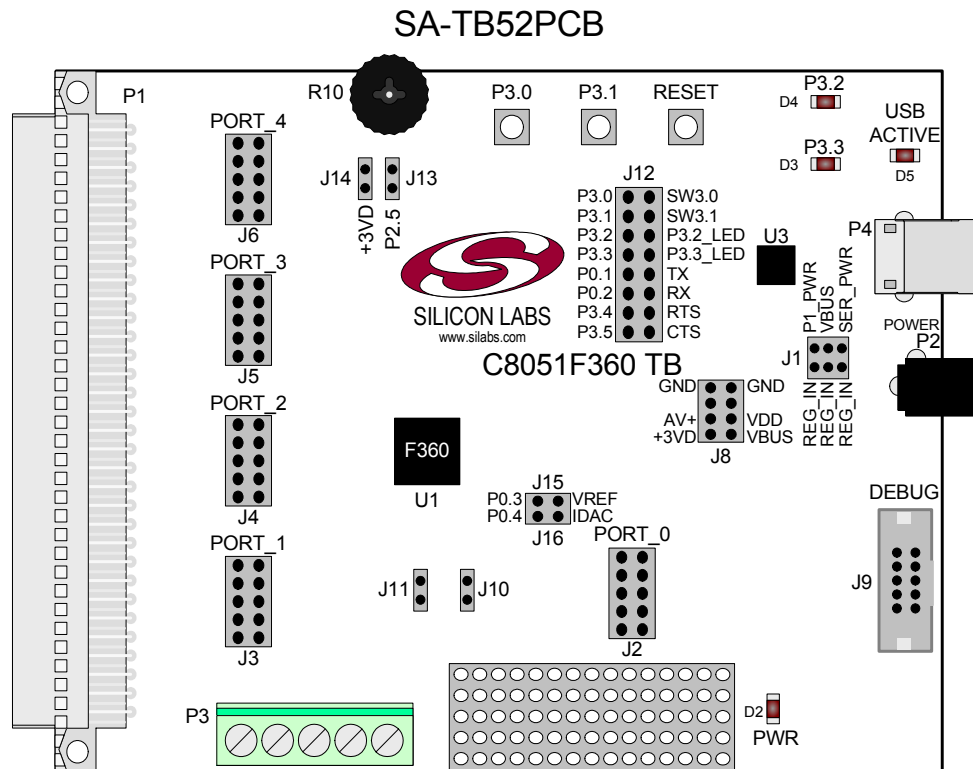 SA-TB52PCB
P1
R10
P3.0
P3.1
RESET
P3.2
D4
USB
ACTIVE
D5
P3.3
D3
PORT_4
J6
J14
J13
+3VD
P2.5
J12
P3.0 SW3.0
P3.1 SW3.1
P3.2 P3.2_LED
P3.3 P3.3_LED
P0.1 TX
P0.2 RX
P3.4 RTS
P3.5 CTS
U3
P4
SILICON LABS
www.silabs.com
C8051F360 TB
PORT_3
J5
P1_PWR
VBUS
SER_PWR
J1
REG_IN
REG_IN
REG_IN
POWER
P2
GND GND
AV+ VDD
+3VD VBUS
J8
PORT_2
J4
F360
U1
J15
P0.3 VREF
P0.4 IDAC
J16
DEBUG
J9
PORT_1
J3
J11
J10
PORT_0
J2
P3
D2
PWR